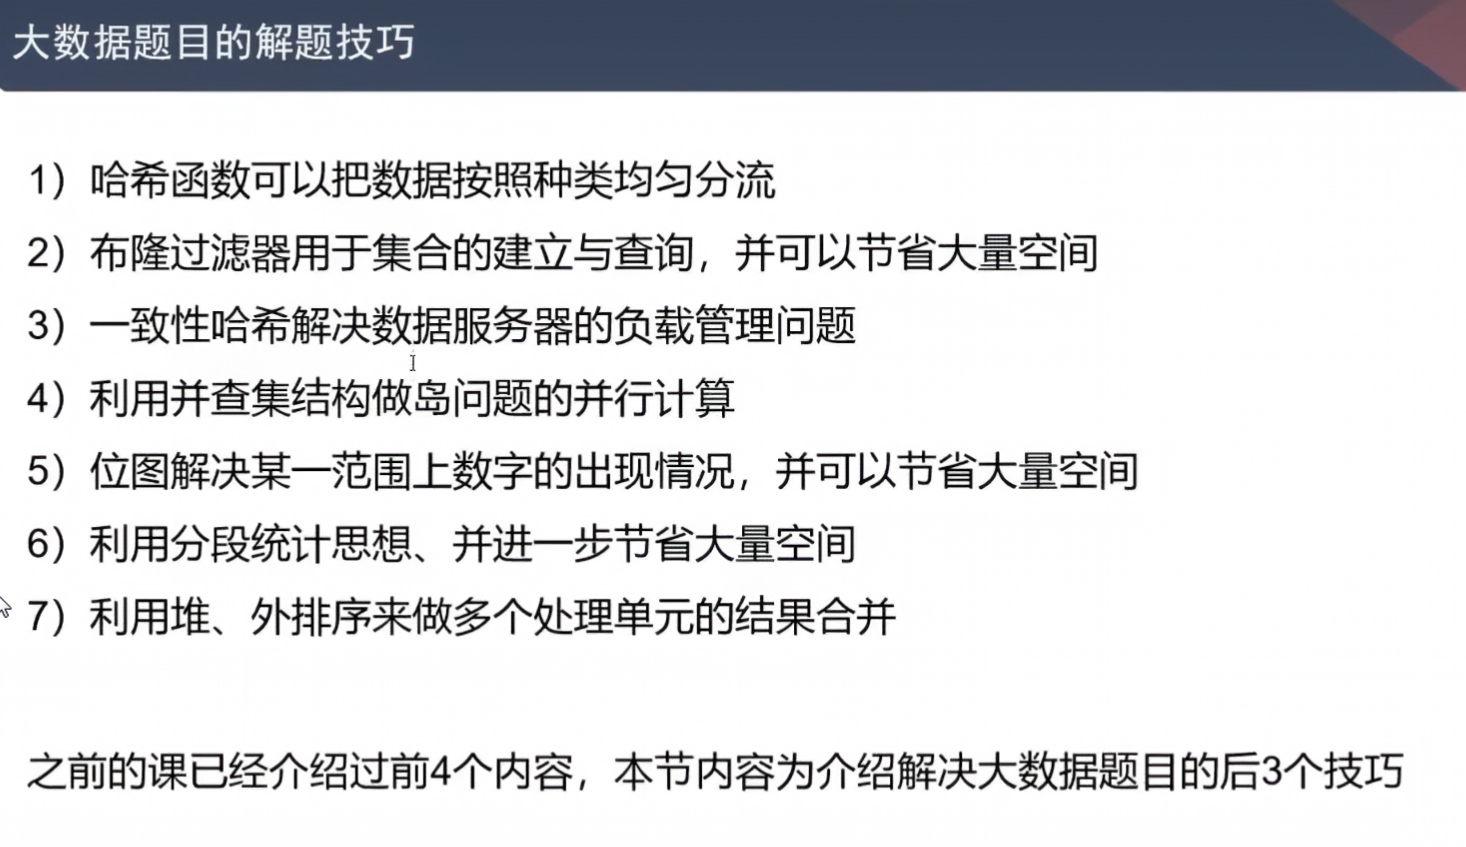 大数据题目的解题技巧
1）哈希函数可以把数据按照种类均匀分流
2）布隆过滤器用于集合的建立与查询，并可以节省大量空间
3）一致性哈希解决数据服务器的负载管理问题
4）利用并查集结构做岛问题的并行计算
5）位图解决某一范围上数字的出现情况，并可以节省大量空间
6）利用分段统计思想、并进一步节省大量空间
7）利用堆、外排序来做多个处理单元的结果合并
之前的课已经介绍过前4个内容，本节内容为介绍解决大数据题目的后3个技巧